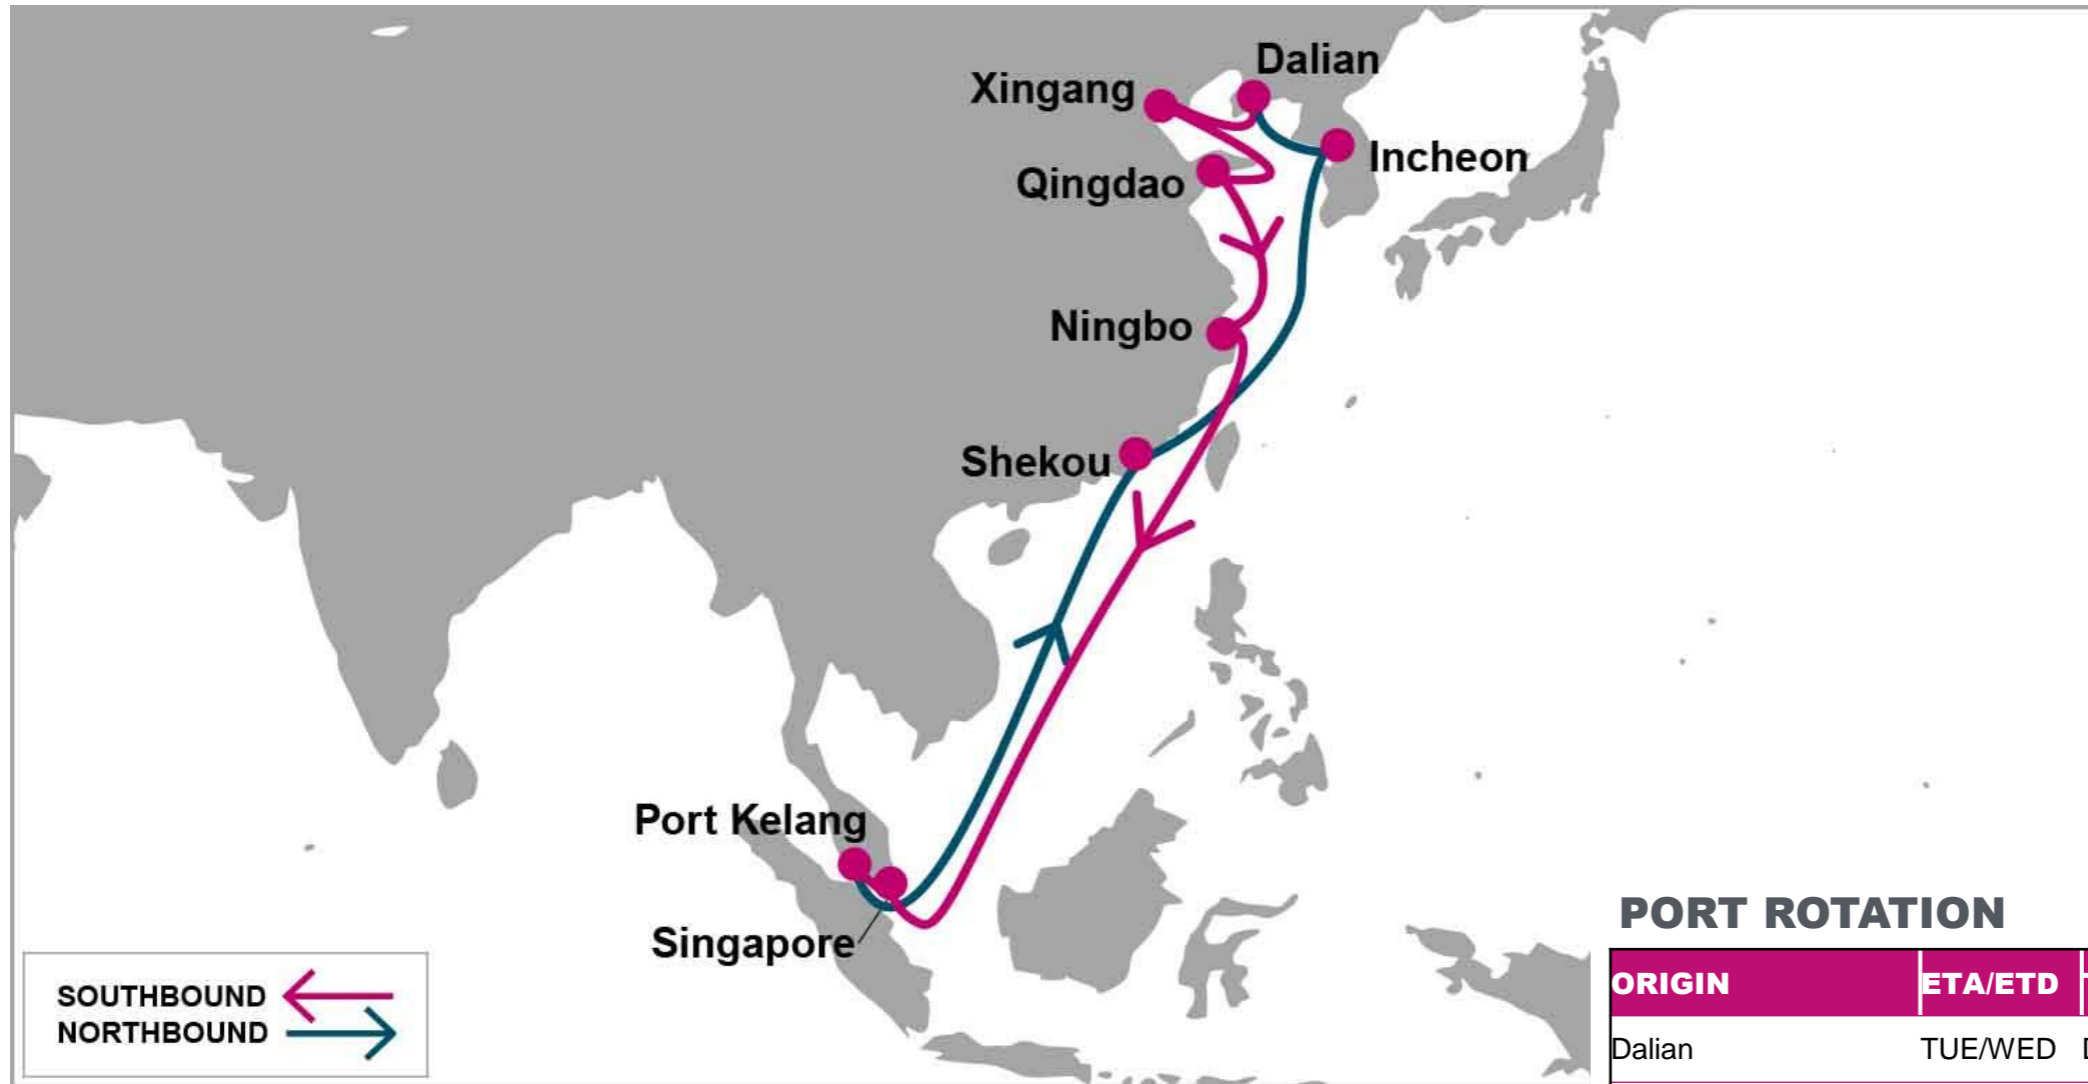 Dalian
Xingang
Incheon
Qingdao
Ningbo
Shekou
Port Kelang
Singapore
SOUTHBOUND
NORTHBOUND
PORT ROTATION
ORIGIN ETA/ETD
Dalian TUE/WED